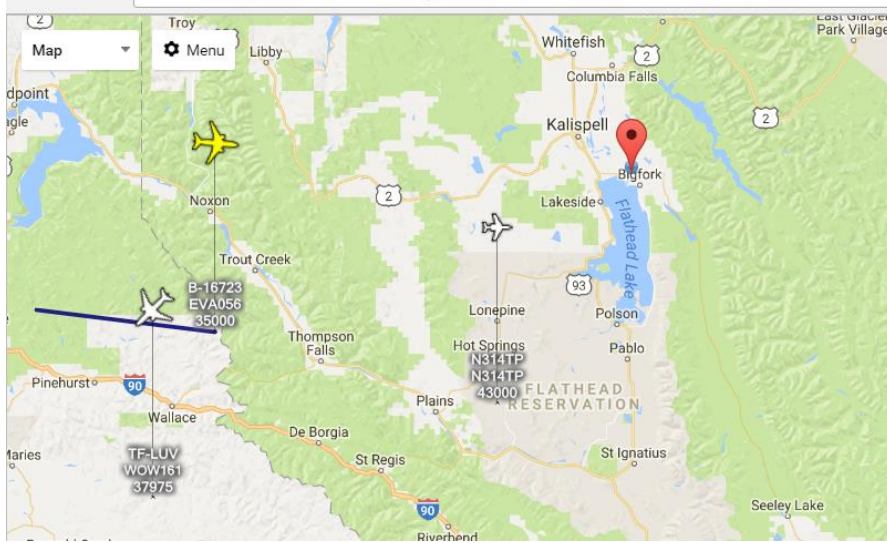 2
Troy
Map
Menu
Libby
Whitefish
2
Columbia Falls
East Glacier
Park Village
2
Kalispell
Noxon
2
Bigfork
Lakeside
Flathead Lake
Trout Creek
B-16723
EVA056
35000
93
Lonepine
Polson
Thompson
Falls
Hot Springs
N314TP
N314TP
43000
Pablo
FLATHEAD
RESERVATION
Pinehurst
90
Wallace
Plains
De Borgia
TF-LUV
WOW161
37975
St Regis
St Ignatius
90
Seeley Lake
Riverbend